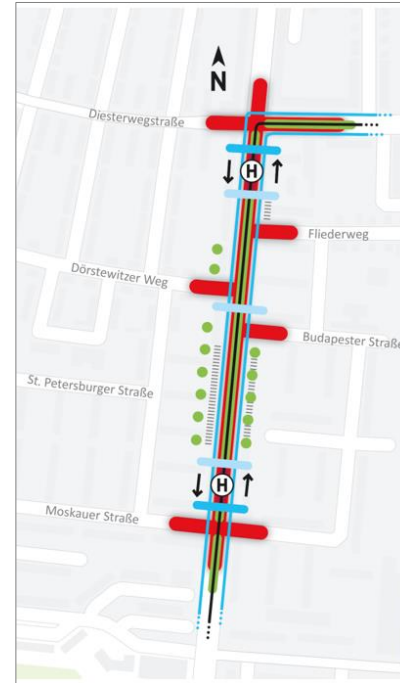 N
Diesterwegstraße
H
Fliederweg
Dörstewitzer Weg
Budapester Straße
St. Petersburger Straße
H
Moskauer Straße